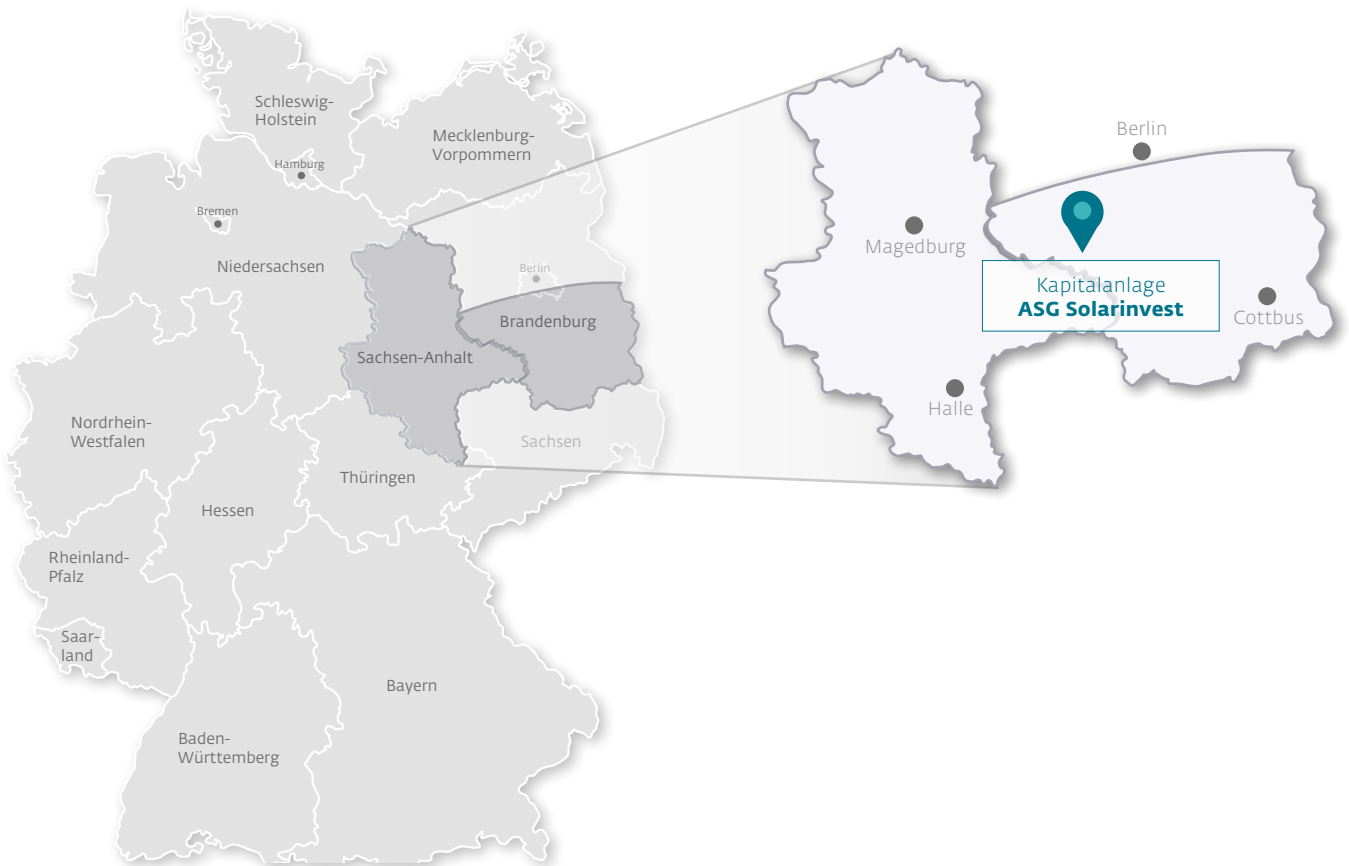 Schleswig-
Holstein
Mecklenburg-
Vorpommern
Hamburg
Bremen
Niedersachsen
Berlin
Brandenburg
Sachsen-Anhalt
Nordrhein-
Westfalen
Sachsen
Thüringen
Hessen
Rheinland-
Pfalz
Saar-
land
Bayern
Baden-
Württemberg
Berlin
Magedburg
Kapitalanlage
ASG Solarinvest
Cottbus
Halle